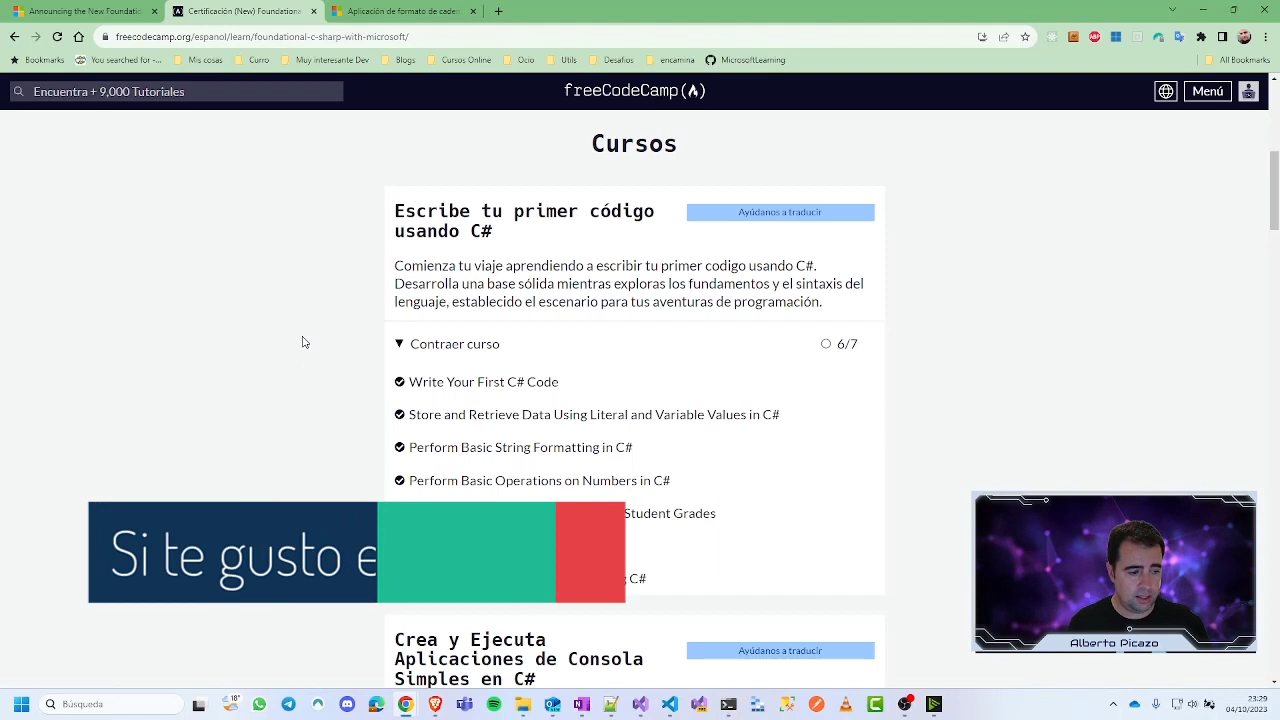 Announcing the New Foundatic
Certificación (New) Foundationa
Aplicación de formato de cader
freecodecamp.org/espanol/learn/foundational-c-sharp-with-microsoft/
Bookmarks
You searched for -...
Mis cosas
Curro
Muy interesante Dev
Blogs
Cursos Online
Ocio
Utils
Desafios
encamina
MicrosoftLearning
All Bookmarks
Encuentra + 9,000 Tutoriales
freeCodeCamp
Menú
Cursos
Escribe tu primer código
usando C#
Ayúdanos a traducir
Comienza tu viaje aprendiendo a escribir tu primer codigo usando C#.
Desarrolla una base sólida mientras exploras los fundamentos y el sintaxis del
lenguaje, establecido el escenario para tus aventuras de programación.
Contraer curso
6/7
Write Your First C# Code
Store and Retrieve Data Using Literal and Variable Values in C#
Perform Basic String Formatting in C#
Perform Basic Operations on Numbers in C#
Student Grades
C#
Si te gusto e
Crea y Ejecuta
Aplicaciones de Consola
Simples en C#
Ayúdanos a traducir
Alberto Picazo
Búsqueda
18°
23:29
04/10/2023